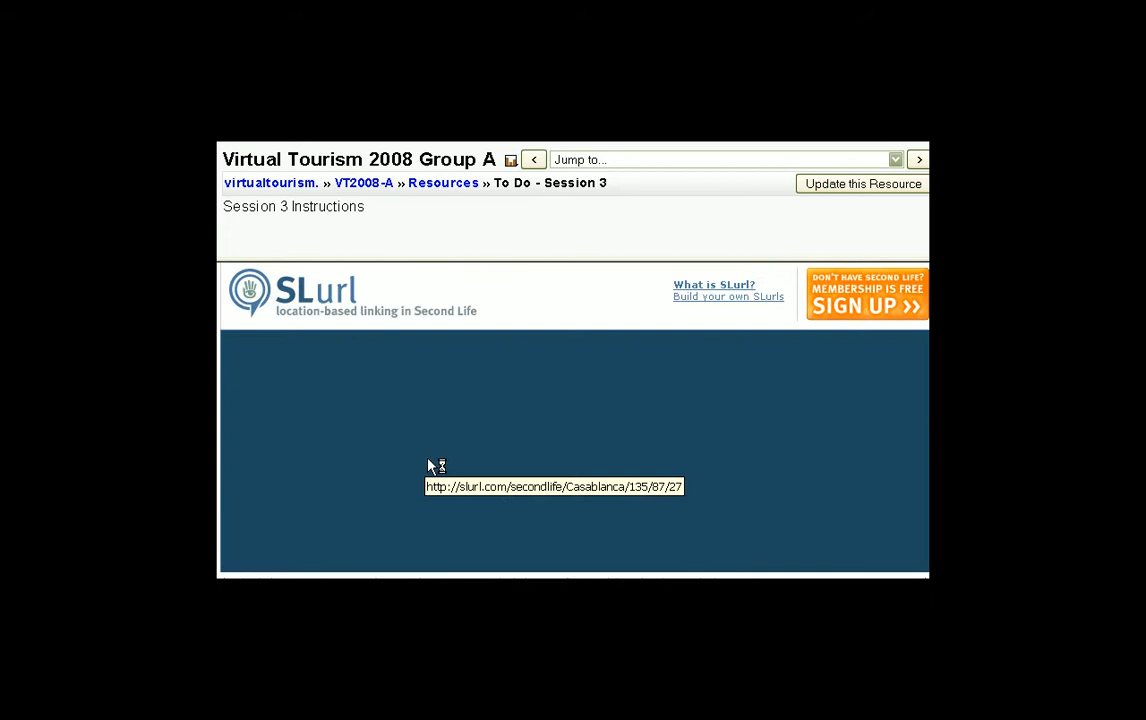 Virtual Tourism 2008 Group A < Jump to... >
virtualtourism. » VT2008-A » Resources » To Do - Session 3 Update this Resource
Session 3 Instructions
SLurl
location-based linking in Second Life
What is SLurl?
Build your own SLurls
DON'T HAVE SECOND LIFE?
MEMBERSHIP IS FREE
SIGN UP >>
http://slurl.com/secondlife/Casablanca/135/87/27